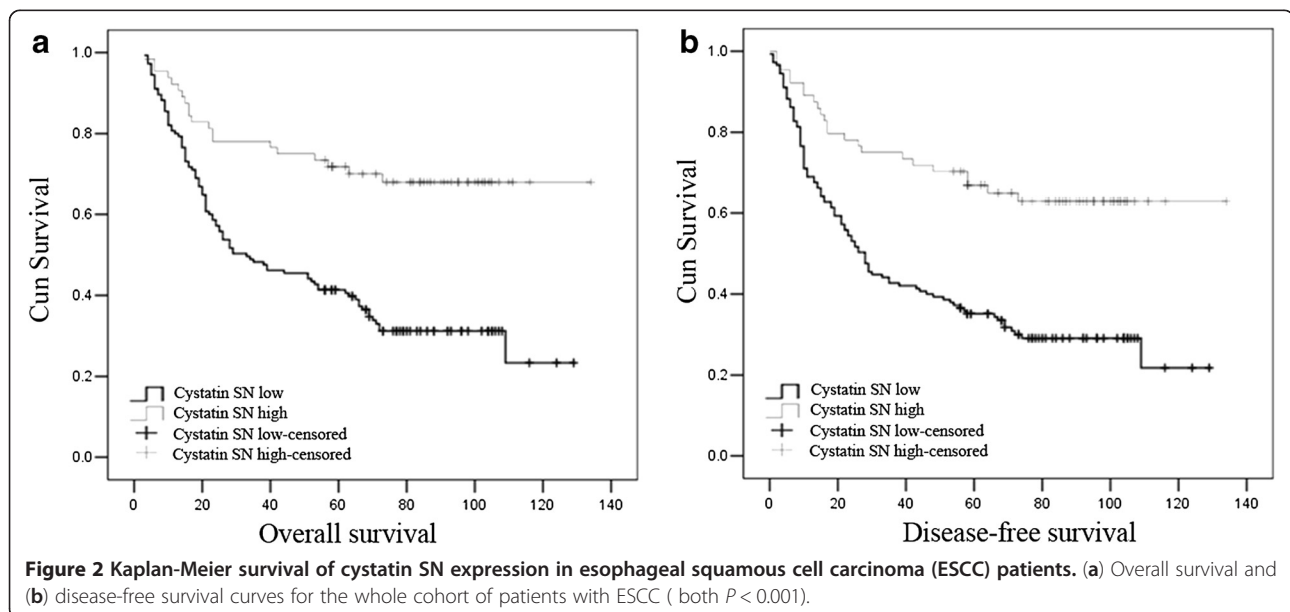 a
1.0
0.8
0.6
0.4
0.2
0.0
Cun Survival
Cystatin SN low
Cystatin SN high
Cystatin SN low-censored
Cystatin SN high-censored
0 20 40 60 80 100 120 140
Overall survival
b
1.0
0.8
0.6
0.4
0.2
0.0
Cun Survival
Cystatin SN low
Cystatin SN high
Cystatin SN low-censored
Cystatin SN high-censored
0 20 40 60 80 100 120 140
Disease-free survival
Figure 2 Kaplan-Meier survival of cystatin SN expression in esophageal squamous cell carcinoma (ESCC) patients. (a) Overall survival and
(b) disease-free survival curves for the whole cohort of patients with ESCC ( both P < 0.001).